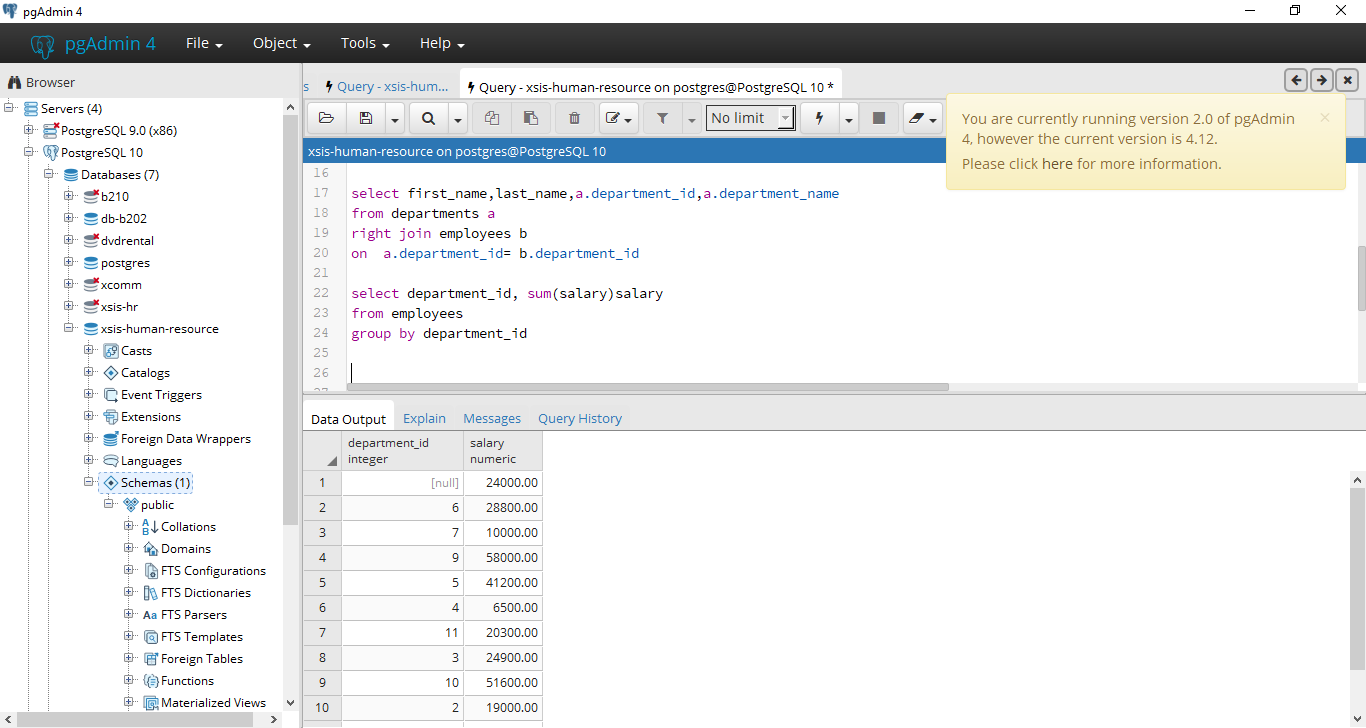 pgAdmin 4
pgAdmin 4 File Object Tools Help
Browser
Servers (4)
PostgreSQL 9.0 (x86)
PostgreSQL 10
Databases (7)
b210
db-b202
dvdrental
postgres
xcomm
xsis-hr
xsis-human-resource
Casts
Catalogs
Event Triggers
Extensions
Foreign Data Wrappers
Languages
Schemas (1)
public
Collations
Domains
FTS Configurations
FTS Dictionaries
FTS Parsers
FTS Templates
Foreign Tables
Functions
Materialized Views
s Query - xsis-hum... Query - xsis-human-resource on postgres@PostgreSQL 10 *
No limit
You are currently running version 2.0 of pgAdmin
4, however the current version is 4.12.
Please click here for more information.
xsis-human-resource on postgres@PostgreSQL 10
16
17 select first_name,last_name,a.department_id,a.department_name
18 from departments a
19 right join employees b
20 on  a.department_id= b.department_id
21
22 select department_id, sum(salary)salary
23 from employees
24 group by department_id
25
26
Data Output Explain Messages Query History
department_id salary
integer numeric
1 [null] 24000.00
2 6 28800.00
3 7 10000.00
4 9 58000.00
5 5 41200.00
6 4 6500.00
7 11 20300.00
8 3 24900.00
9 10 51600.00
10 2 19000.00